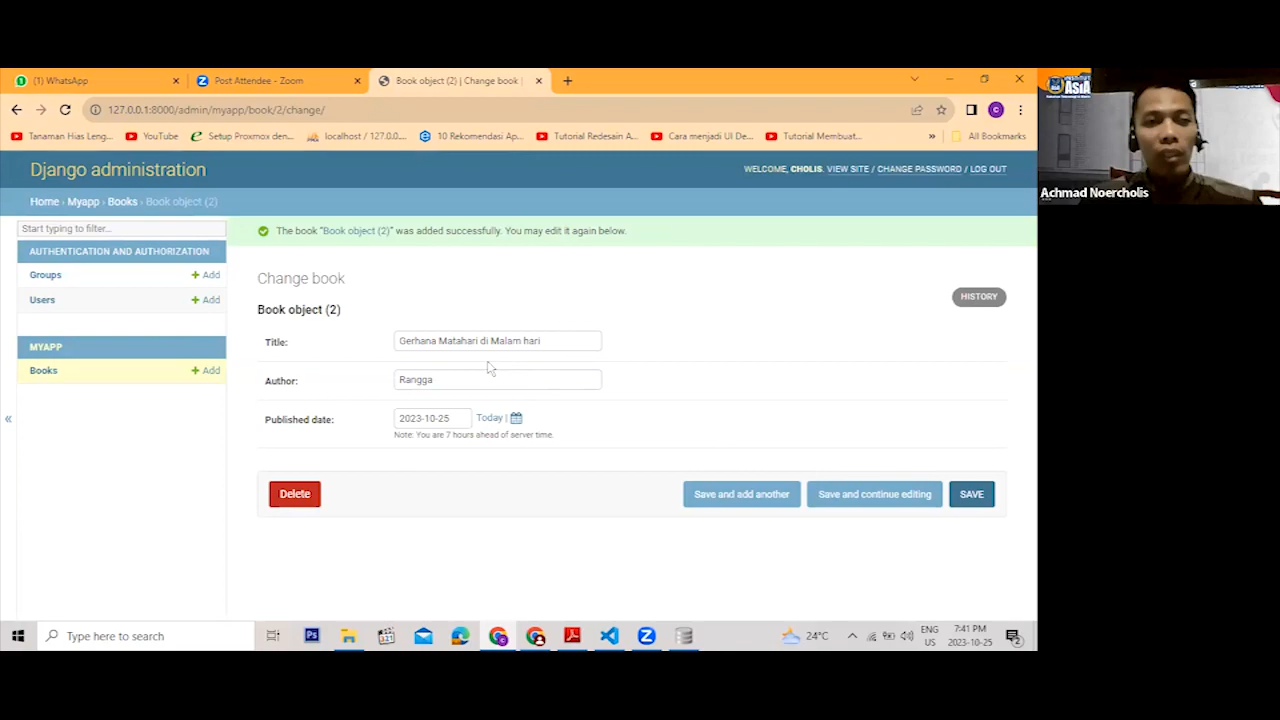 (1) WhatsApp
Post Attendee - Zoom
Book object (2) | Change book |
127.0.0.1:8000/admin/myapp/book/2/change/
Tanaman Hias Leng...
YouTube
Setup Proxmox den...
localhost / 127.0.0....
10 Rekomendasi Ap...
Tutorial Redesain A...
Cara menjadi UI De...
Tutorial Membuat...
»
All Bookmarks
ASIA
Achmad Noercholis
Django administration
WELCOME, CHOLIS. VIEW SITE / CHANGE PASSWORD / LOG OUT
Home › Myapp › Books › Book object (2)
Start typing to filter...
AUTHENTICATION AND AUTHORIZATION
Groups + Add
Users + Add
MYAPP
Books + Add
«
The book "Book object (2)" was added successfully. You may edit it again below.
Change book
HISTORY
Book object (2)
Title: Gerhana Matahari di Malam hari
Author: Rangga
Published date: 2023-10-25 Today |
Note: You are 7 hours ahead of server time.
Delete
Save and add another
Save and continue editing
SAVE
Type here to search
Ps
321
24°C
ENG
US
7:41 PM
2023-10-25
2